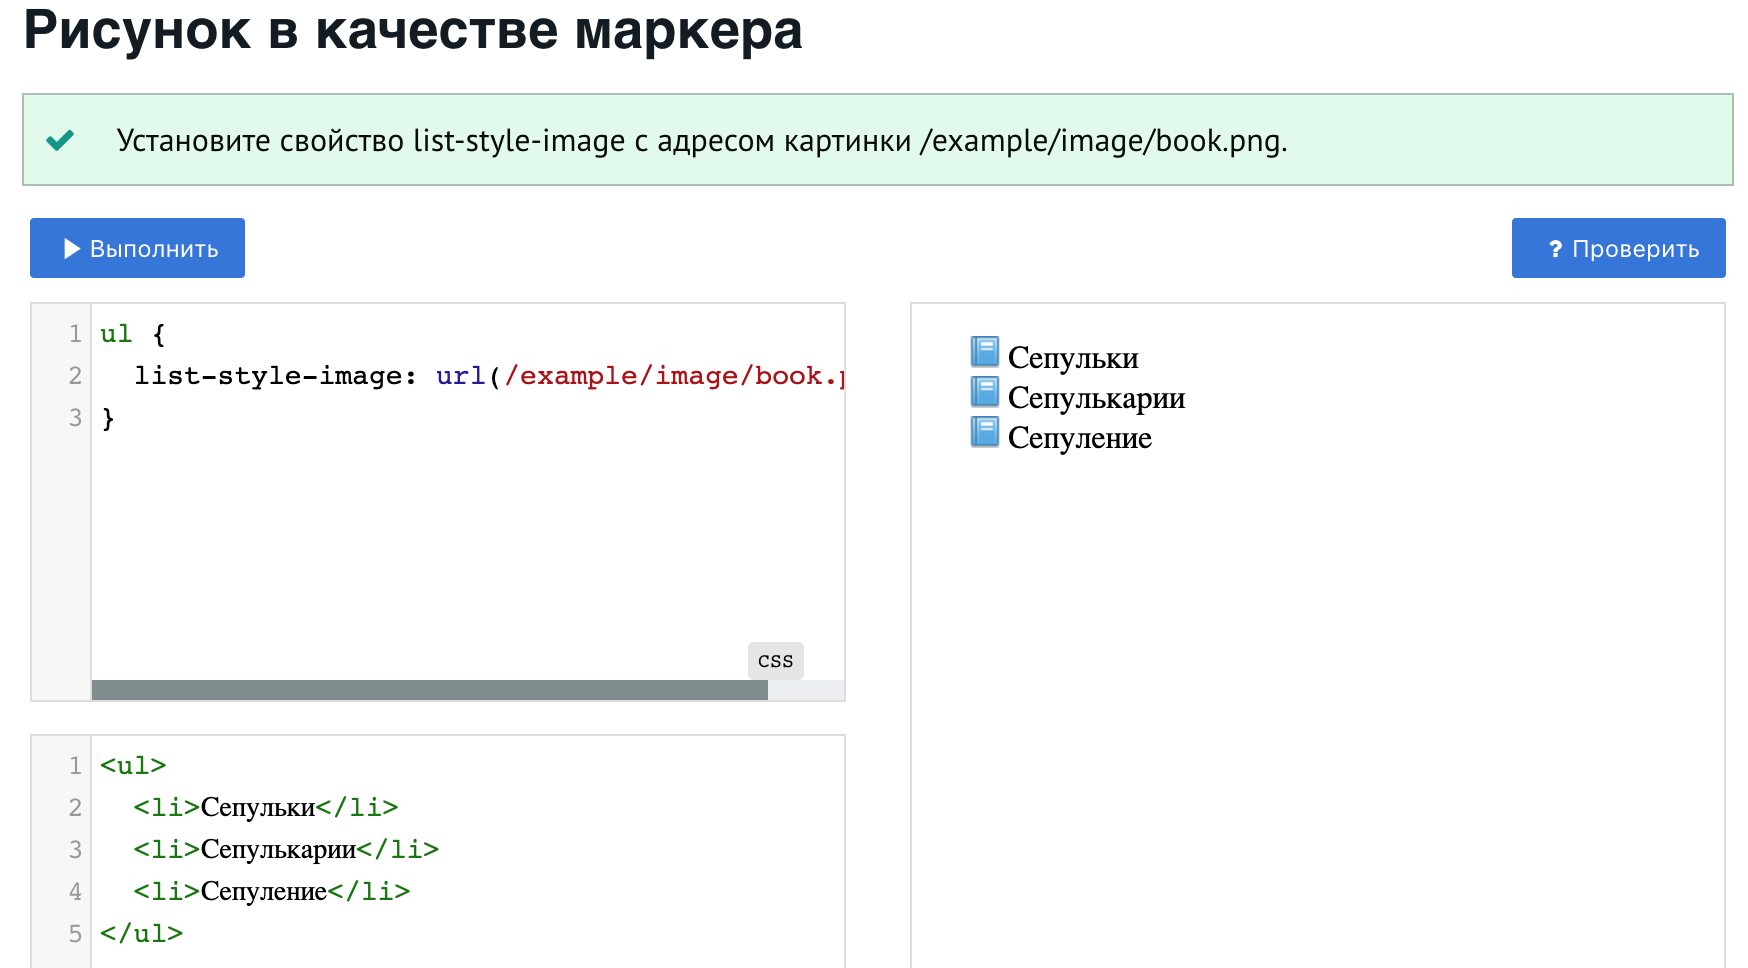 Рисунок в качестве маркера
Установите свойство list-style-image с адресом картинки /example/image/book.png.
Выполнить
? Проверить
1 ul {
2 list-style-image: url(/example/image/book.p
3 }
css
Сепульки
Сепулькарии
Сепуление
1 <ul>
2 <li>Сепульки</li>
3 <li>Сепулькарии</li>
4 <li>Сепуление</li>
5 </ul>